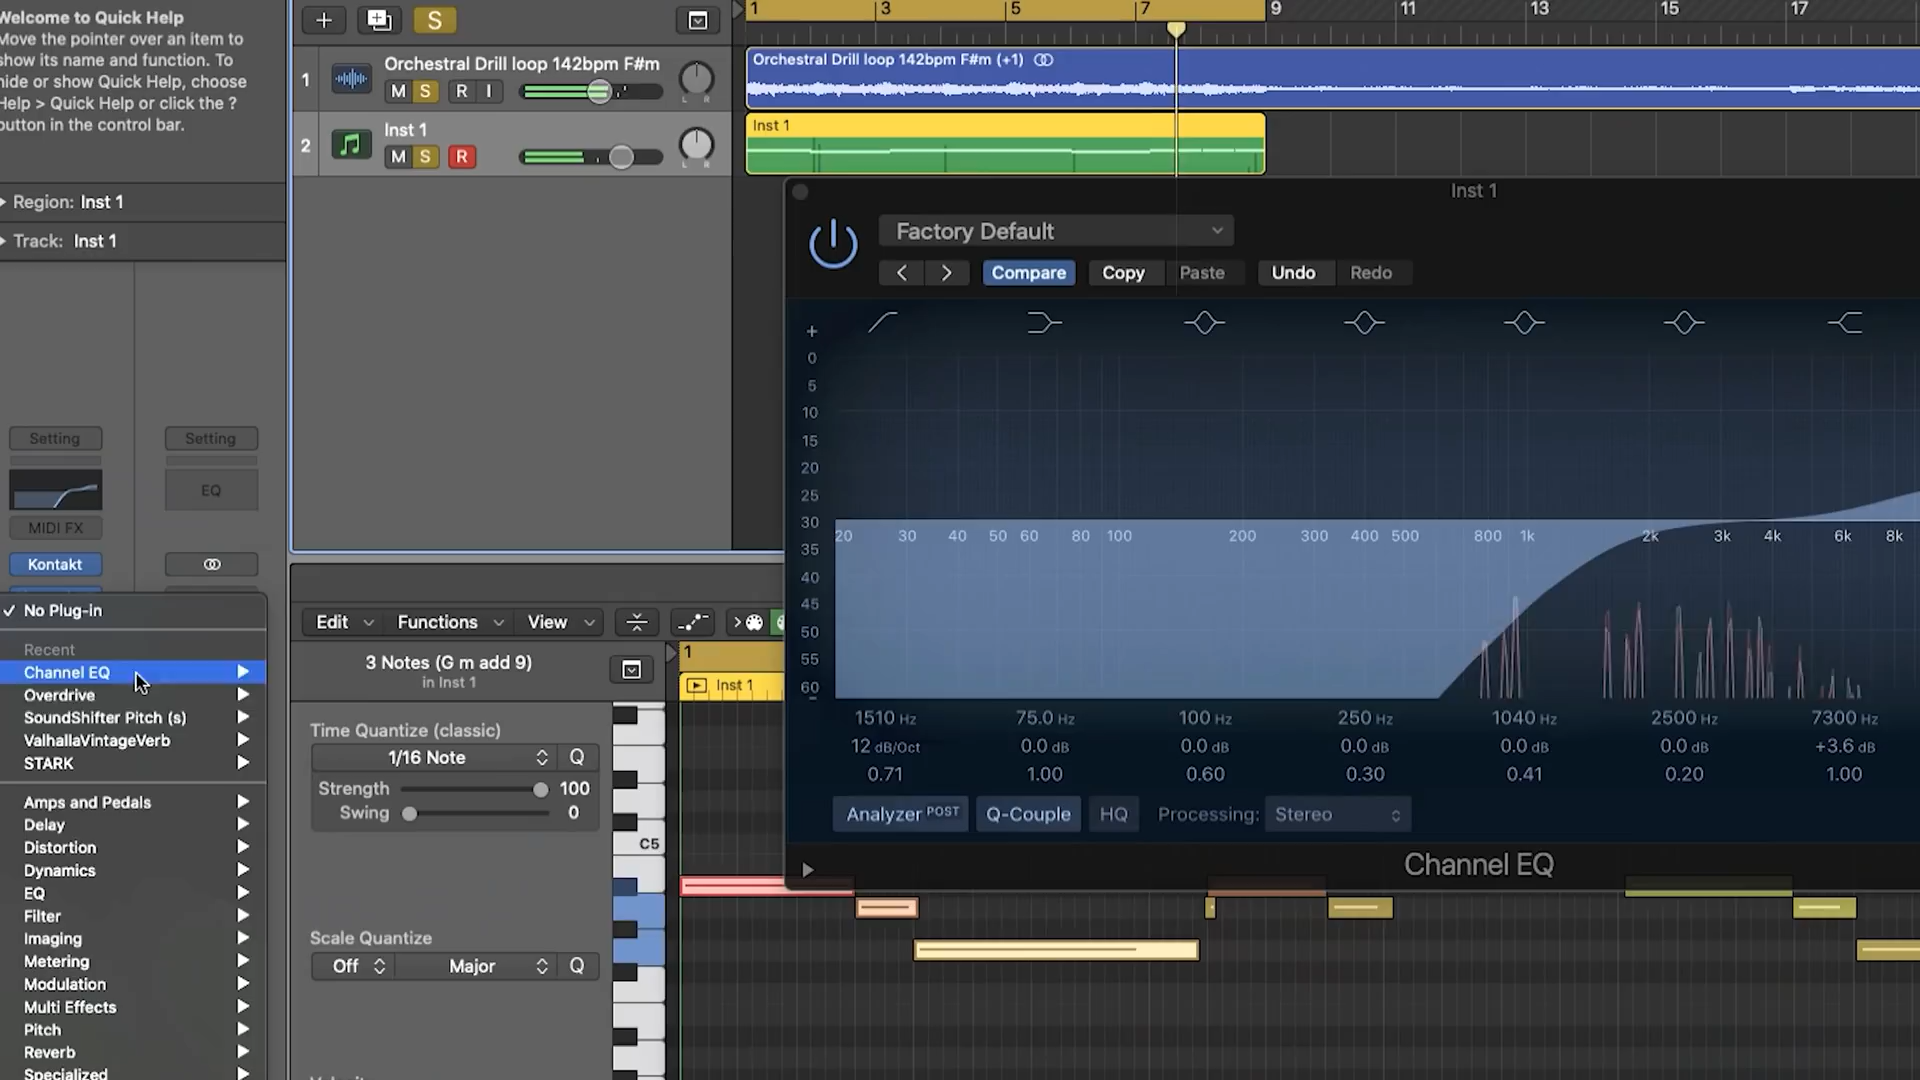 Welcome to Quick Help
Move the pointer over an item to
show its name and function. To
hide or show Quick Help, choose
Help > Quick Help or click the ?
button in the control bar.
Region: Inst 1
Track: Inst 1
Setting
Setting
EQ
MIDI FX
Kontakt
✓ No Plug-in
Recent
Channel EQ
Overdrive
SoundShifter Pitch (s)
ValhallaVintageVerb
STARK
Amps and Pedals
Delay
Distortion
Dynamics
EQ
Filter
Imaging
Metering
Modulation
Multi Effects
Pitch
Reverb
Specialized
+ S
1 3 5 7 9 11 13 15 17
1 Orchestral Drill loop 142bpm F#m
M S R I
L R
2 Inst 1
M S R
L R
Orchestral Drill loop 142bpm F#m (+1)
Inst 1
Inst 1
Factory Default
< > Compare Copy Paste Undo Redo
+
0
5
10
15
20
25
30
35
40
45
50
55
60
-
20 30 40 50 60 80 100 200 300 400 500 800 1k 2k 3k 4k 6k 8k
1510 Hz 75.0 Hz 100 Hz 250 Hz 1040 Hz 2500 Hz 7300 Hz
12 dB/Oct 0.0 dB 0.0 dB 0.0 dB 0.0 dB 0.0 dB +3.6 dB
0.71 1.00 0.60 0.30 0.41 0.20 1.00
Analyzer POST Q-Couple HQ Processing: Stereo
Channel EQ
Edit Functions View
3 Notes (G m add 9)
in Inst 1
1
Inst 1
Time Quantize (classic)
1/16 Note Q
Strength 100
Swing 0
Scale Quantize
Off Major Q
C5